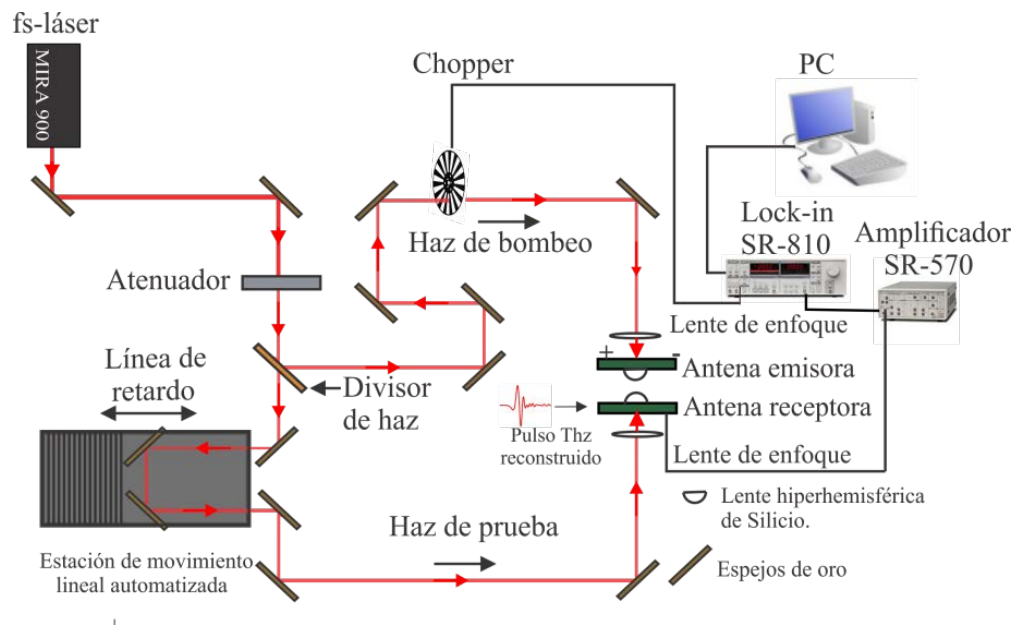 fs-láser
MIRA 900
Chopper
PC
Haz de bombeo
Lock-in
SR-810
Amplificador
SR-570
Atenuador
Lente de enfoque
Línea de
retardo
Divisor
de haz
+
-
Antena emisora
Antena receptora
Pulso Thz
reconstruido
Lente de enfoque
Lente hiperhemisférica
de Silicio.
Haz de prueba
Estación de movimiento
lineal automatizada
Espejos de oro